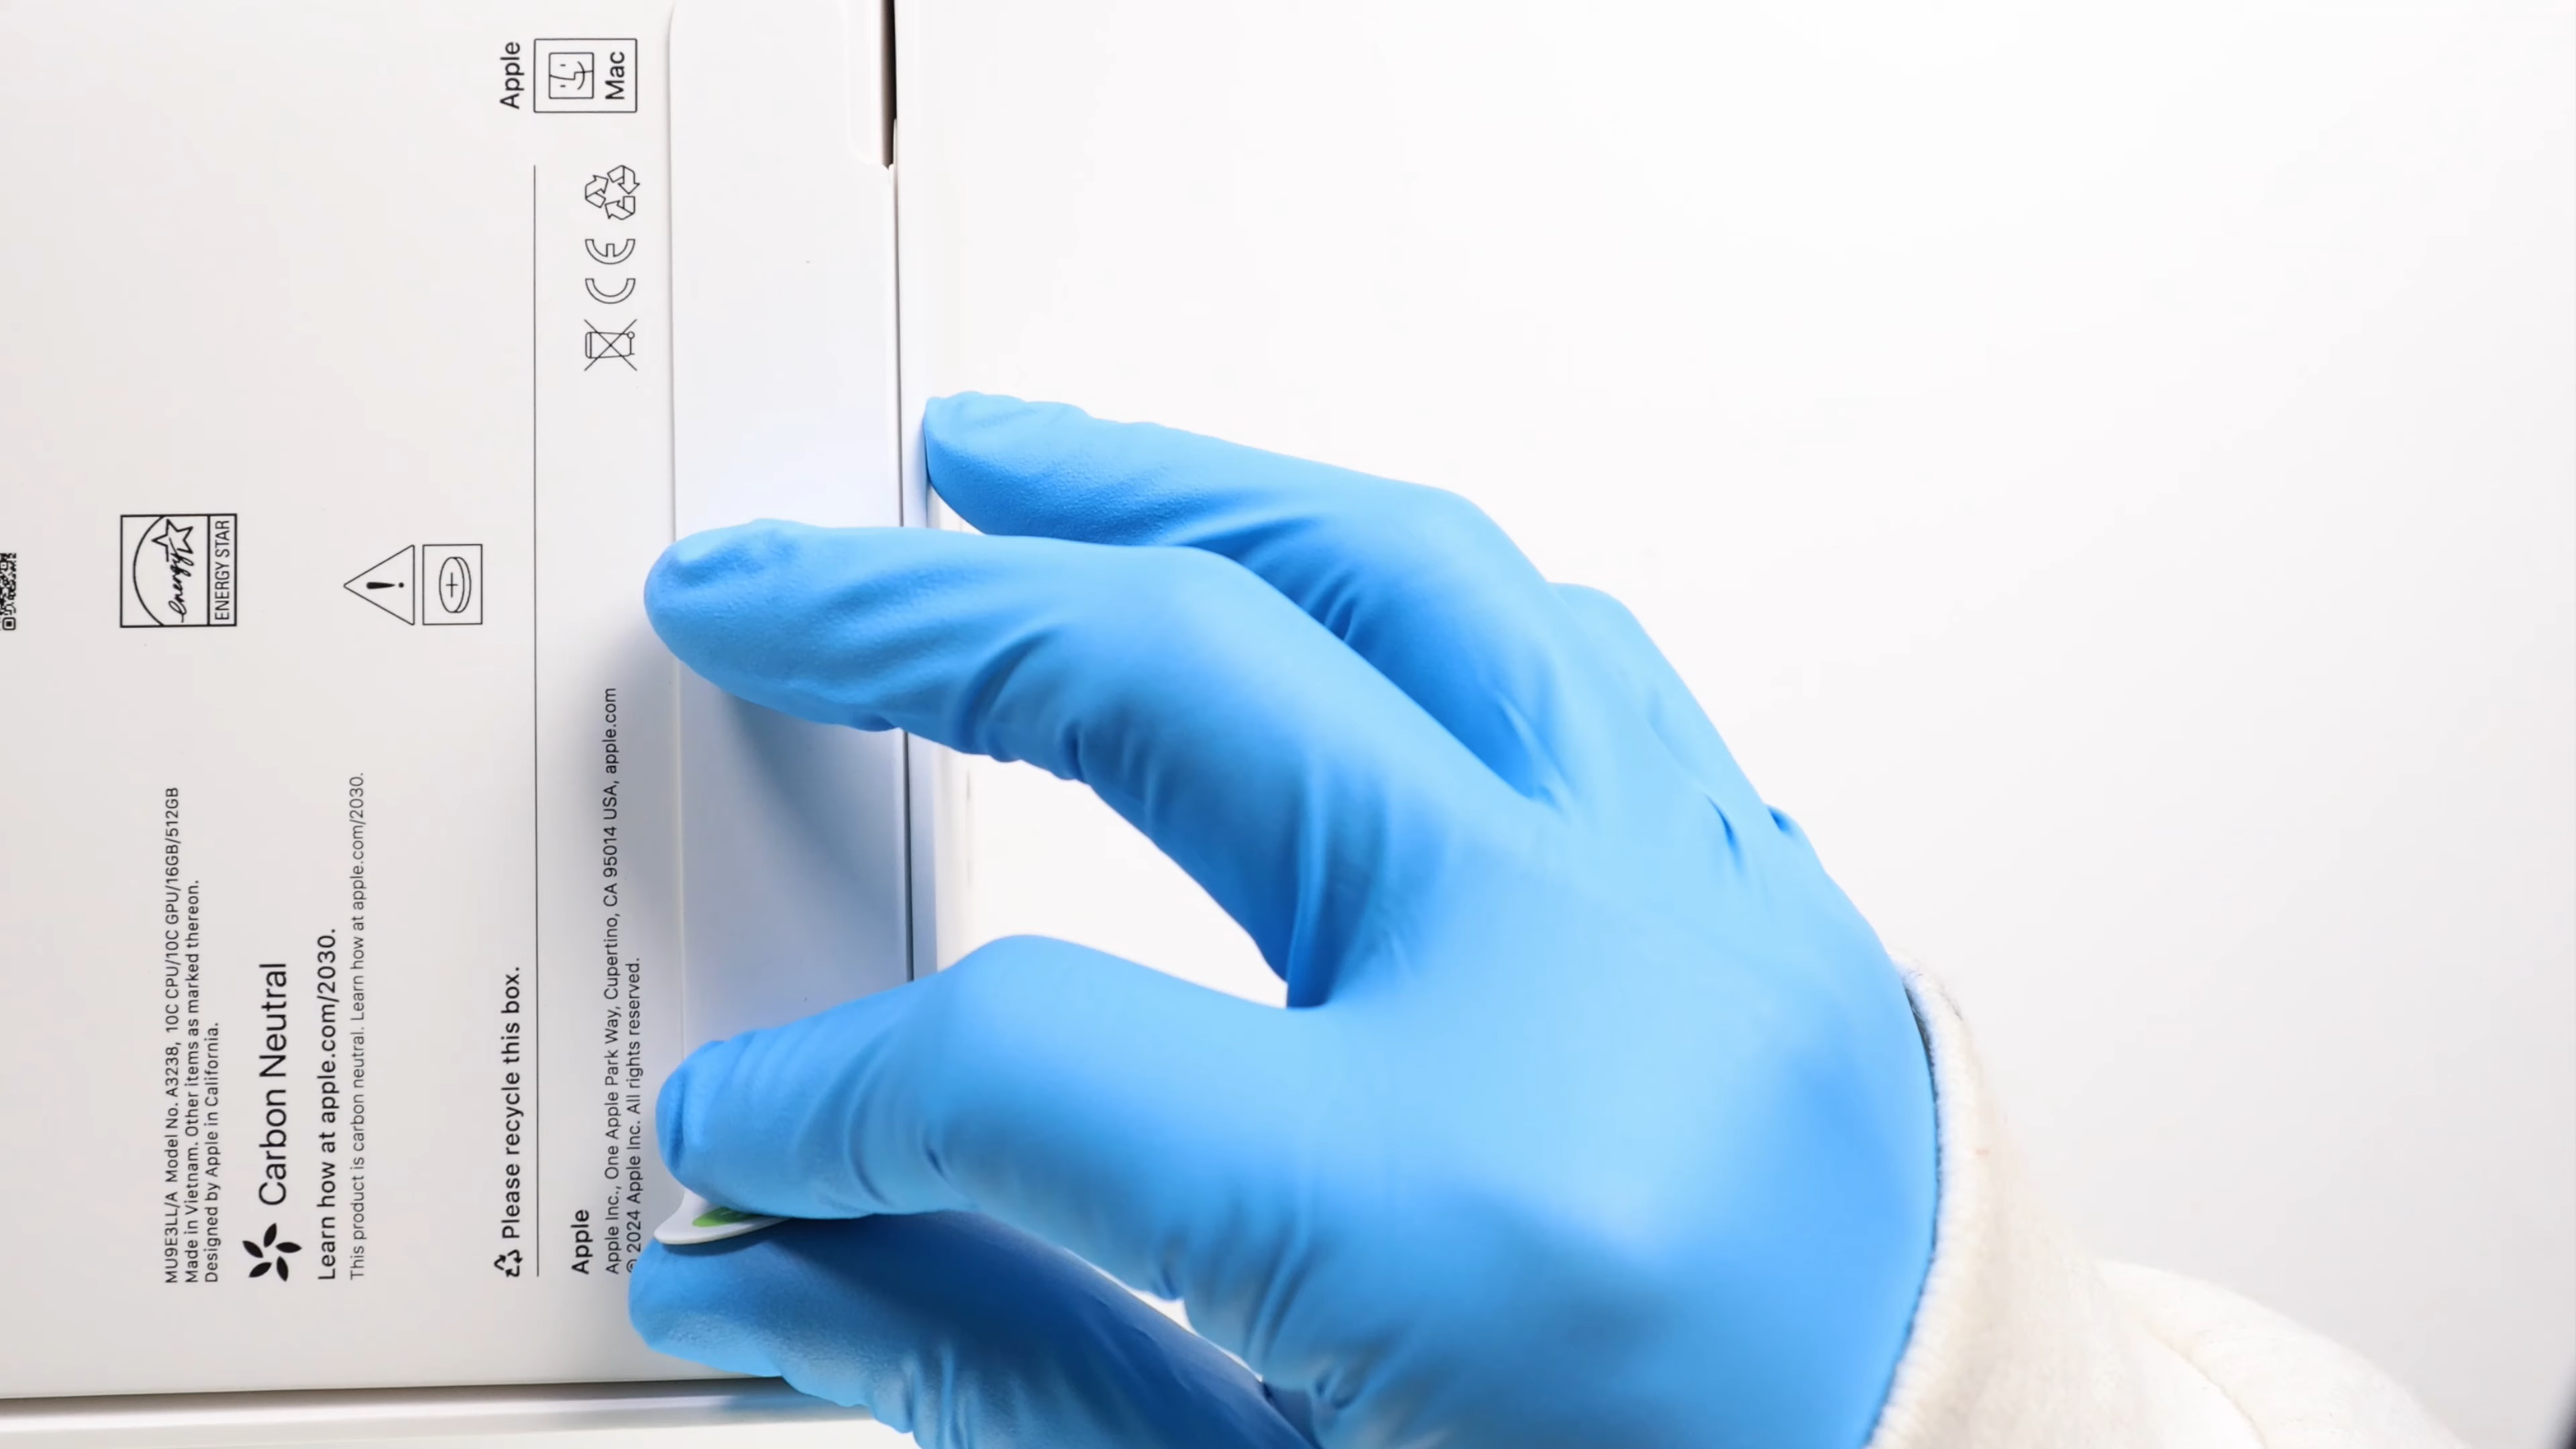 ENERGY STAR
MU9E3LL/A Model No. A3238, 10C CPU/10C GPU/16GB/512GB
Made in Vietnam. Other items as marked thereon.
Designed by Apple in California.
Carbon Neutral
Learn how at apple.com/2030.
This product is carbon neutral. Learn how at apple.com/2030.
Please recycle this box.
Apple
Mac
Apple
Apple Inc., One Apple Park Way, Cupertino, CA 95014 USA, apple.com
© 2024 Apple Inc. All rights reserved.
CE